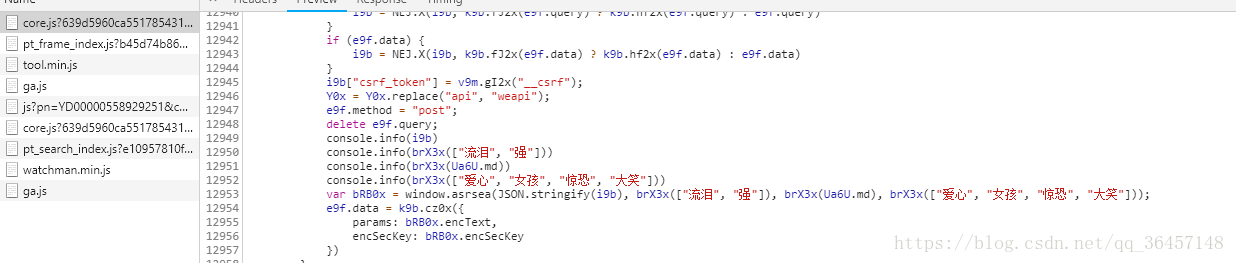 Name
Headers
Preview
Response
Timing
core.js?639d5960ca551785431...
pt_frame_index.js?b45d74b86...
tool.min.js
ga.js
js?pn=YD00000558929251&c...
core.js?639d5960ca551785431...
pt_search_index.js?e10957810f...
watchman.min.js
ga.js
12940 i9b = NEJ.X(i9b, k9b.fJ2x(e9f.query) ? k9b.hf2x(e9f.query) : e9f.query)
12941 }
12942 if (e9f.data) {
12943 i9b = NEJ.X(i9b, k9b.fJ2x(e9f.data) ? k9b.hf2x(e9f.data) : e9f.data)
12944 }
12945 i9b["csrf_token"] = v9m.gI2x("__csrf");
12946 Y0x = Y0x.replace("api", "weapi");
12947 e9f.method = "post";
12948 delete e9f.query;
12949 console.info(i9b)
12950 console.info(brX3x(["流泪", "强"]))
12951 console.info(brX3x(Ua6U.md))
12952 console.info(brX3x(["爱心", "女孩", "惊恐", "大笑"]))
12953 var bRB0x = window.asrsea(JSON.stringify(i9b), brX3x(["流泪", "强"]), brX3x(Ua6U.md), brX3x(["爱心", "女孩", "惊恐", "大笑"]));
12954 e9f.data = k9b.cz0x({
12955 params: bRB0x.encText,
12956 encSecKey: bRB0x.encSecKey
12957 })
12958 }
https://blog.csdn.net/qq_36457148